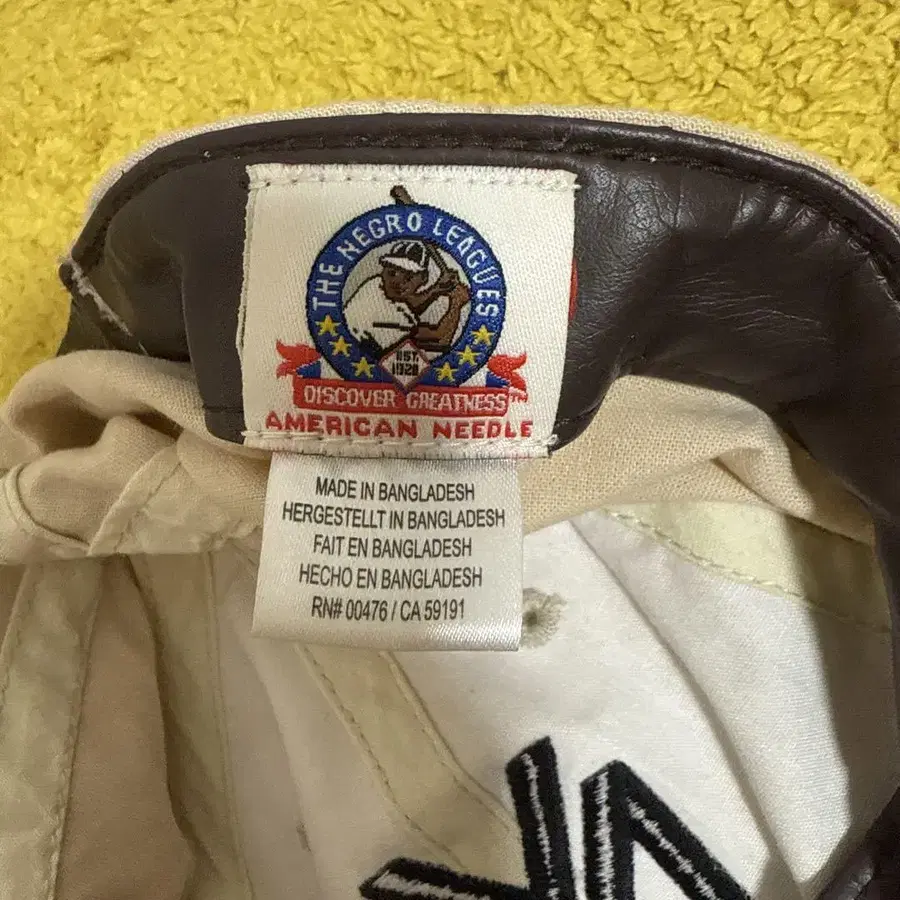 THE NEGRO LEAGUES
EST.
1920
DISCOVER GREATNESS™
AMERICAN NEEDLE
MADE IN BANGLADESH
HERGESTELLT IN BANGLADESH
FAIT EN BANGLADESH
HECHO EN BANGLADESH
RN# 00476 / CA 59191